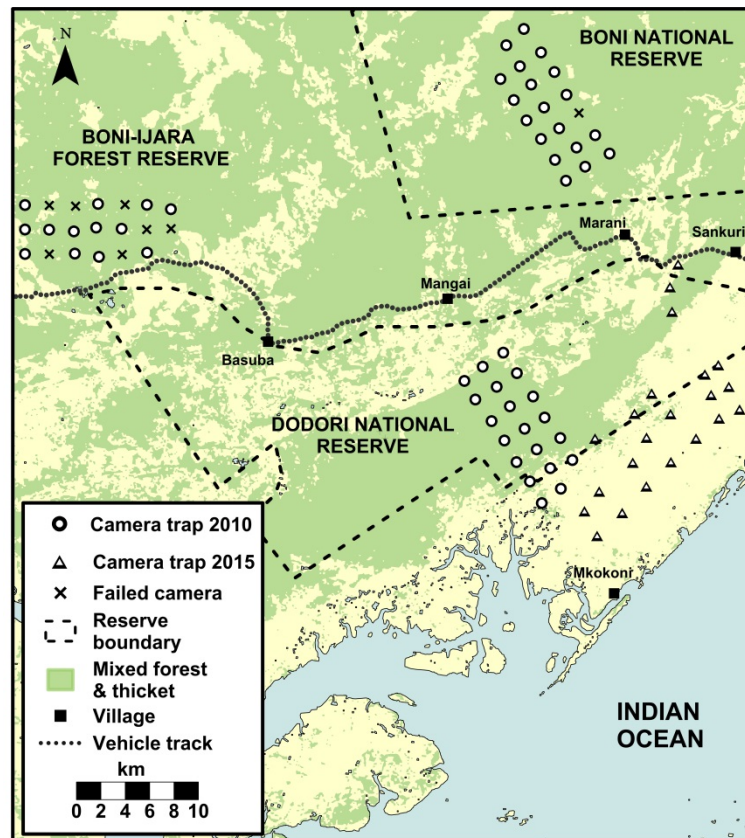 N
BONI NATIONAL
RESERVE
BONI-IJARA
FOREST RESERVE
Marani
Sankuri
Mangai
Basuba
DODORI NATIONAL
RESERVE
Mkokoni
INDIAN
OCEAN
Camera trap 2010
Camera trap 2015
Failed camera
Reserve
boundary
Mixed forest
& thicket
Village
Vehicle track
km
0 2 4 6 8 10